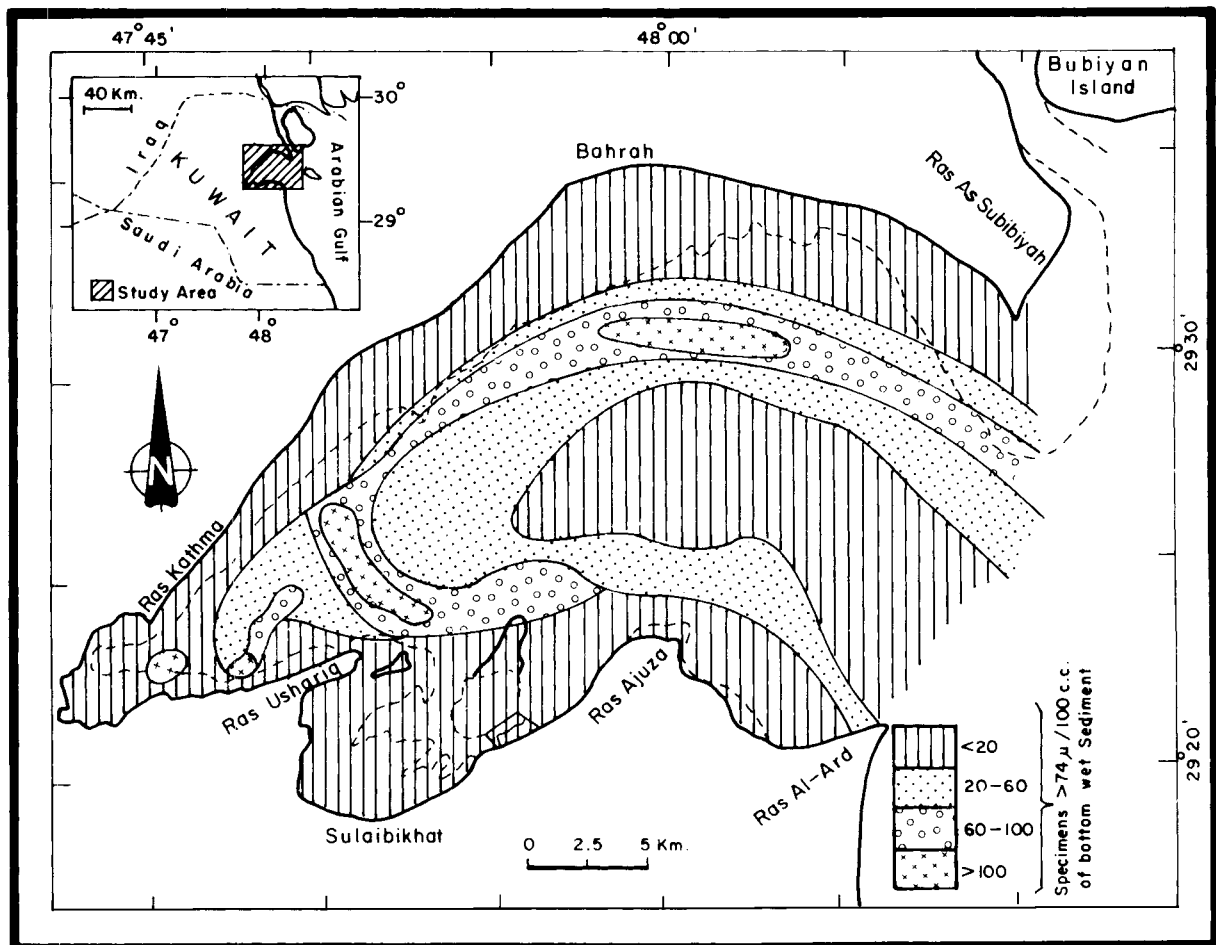 47°45'
48°00'
Bubiyan
Island
40 Km.
30°
Iraq
KUWAIT
Arabian Gulf
29°
Saudi Arabia
Study Area
47°
48°
Bahrah
Ras As Subibiyah
29°30'
N
Ras Kathma
Ras Ushariq
Ras Ajuza
Ras Al-Ard
Sulaibikhat
0 2.5 5 Km.
<20
20-60
60-100
>100
Specimens >74µ/100 c.c.
of bottom wet Sediment
29°20'